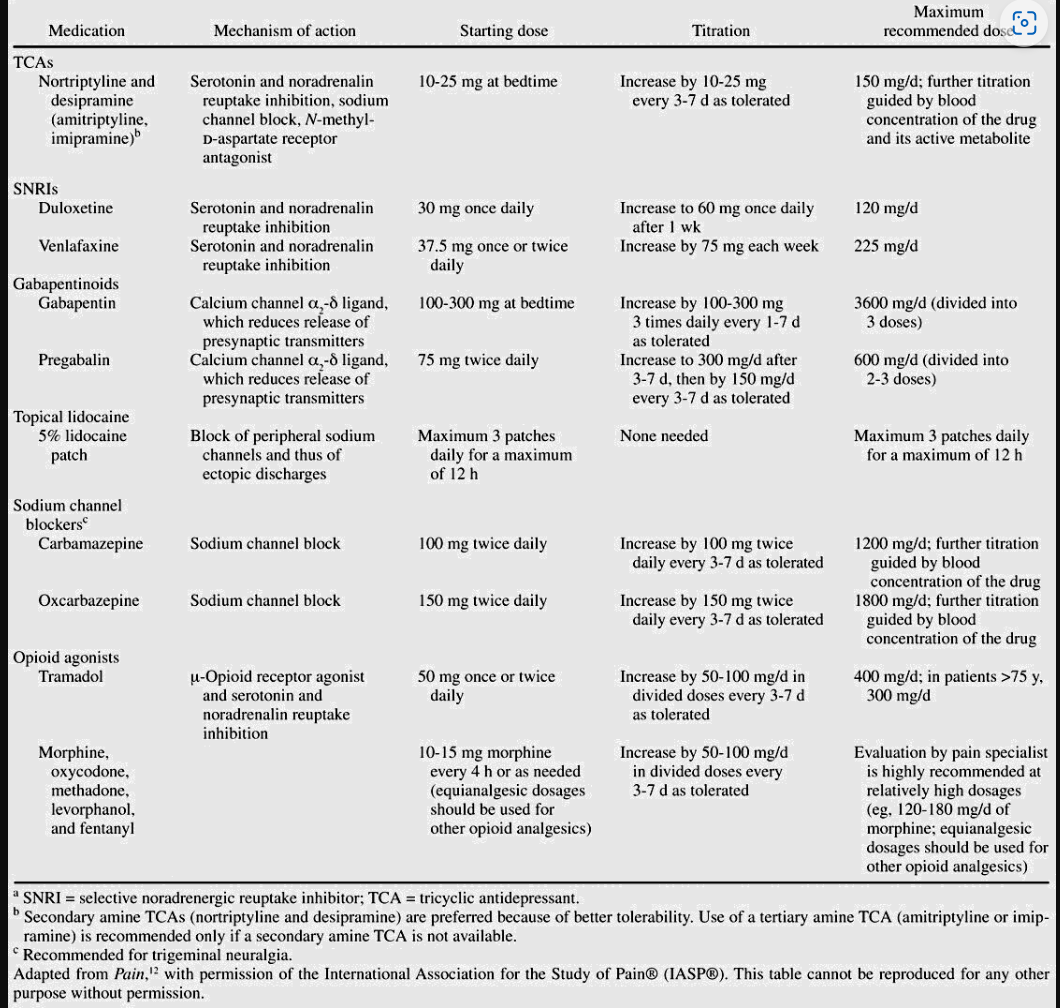 Medication Mechanism of action Starting dose Titration Maximum recommended dose
TCAs
Nortriptyline and Serotonin and noradrenalin 10-25 mg at bedtime Increase by 10-25 mg 150 mg/d; further titration
desipramine reuptake inhibition, sodium every 3-7 d as tolerated guided by blood
(amitriptyline, channel block, N-methyl- concentration of the drug
imipramine)b D-aspartate receptor and its active metabolite
antagonist
SNRIs
Duloxetine Serotonin and noradrenalin 30 mg once daily Increase to 60 mg once daily 120 mg/d
reuptake inhibition after 1 wk
Venlafaxine Serotonin and noradrenalin 37.5 mg once or twice Increase by 75 mg each week 225 mg/d
reuptake inhibition daily
Gabapentinoids
Gabapentin Calcium channel α2-δ ligand, 100-300 mg at bedtime Increase by 100-300 mg 3600 mg/d (divided into
which reduces release of 3 times daily every 1-7 d 3 doses)
presynaptic transmitters as tolerated
Pregabalin Calcium channel α2-δ ligand, 75 mg twice daily Increase to 300 mg/d after 600 mg/d (divided into
which reduces release of 3-7 d, then by 150 mg/d 2-3 doses)
presynaptic transmitters every 3-7 d as tolerated
Topical lidocaine
5% lidocaine Block of peripheral sodium Maximum 3 patches None needed Maximum 3 patches daily
patch channels and thus of daily for a maximum for a maximum of 12 h
ectopic discharges of 12 h
Sodium channel
blockersc
Carbamazepine Sodium channel block 100 mg twice daily Increase by 100 mg twice 1200 mg/d; further titration
daily every 3-7 d as tolerated guided by blood
concentration of the drug
Oxcarbazepine Sodium channel block 150 mg twice daily Increase by 150 mg twice 1800 mg/d; further titration
daily every 3-7 d as tolerated guided by blood
concentration of the drug
Opioid agonists
Tramadol μ-Opioid receptor agonist 50 mg once or twice Increase by 50-100 mg/d in 400 mg/d; in patients >75 y,
and serotonin and daily divided doses every 3-7 d 300 mg/d
noradrenalin reuptake as tolerated
inhibition
Morphine, 10-15 mg morphine Increase by 50-100 mg/d Evaluation by pain specialist
oxycodone, every 4 h or as needed in divided doses every is highly recommended at
methadone, (equianalgesic dosages 3-7 d as tolerated relatively high dosages
levorphanol, should be used for (eg, 120-180 mg/d of
and fentanyl other opioid analgesics) morphine; equianalgesic
dosages should be used for
other opioid analgesics)
a SNRI = selective noradrenergic reuptake inhibitor; TCA = tricyclic antidepressant.
b Secondary amine TCAs (nortriptyline and desipramine) are preferred because of better tolerability. Use of a tertiary amine TCA (amitriptyline or imip-
ramine) is recommended only if a secondary amine TCA is not available.
c Recommended for trigeminal neuralgia.
Adapted from Pain,12 with permission of the International Association for the Study of Pain® (IASP®). This table cannot be reproduced for any other
purpose without permission.